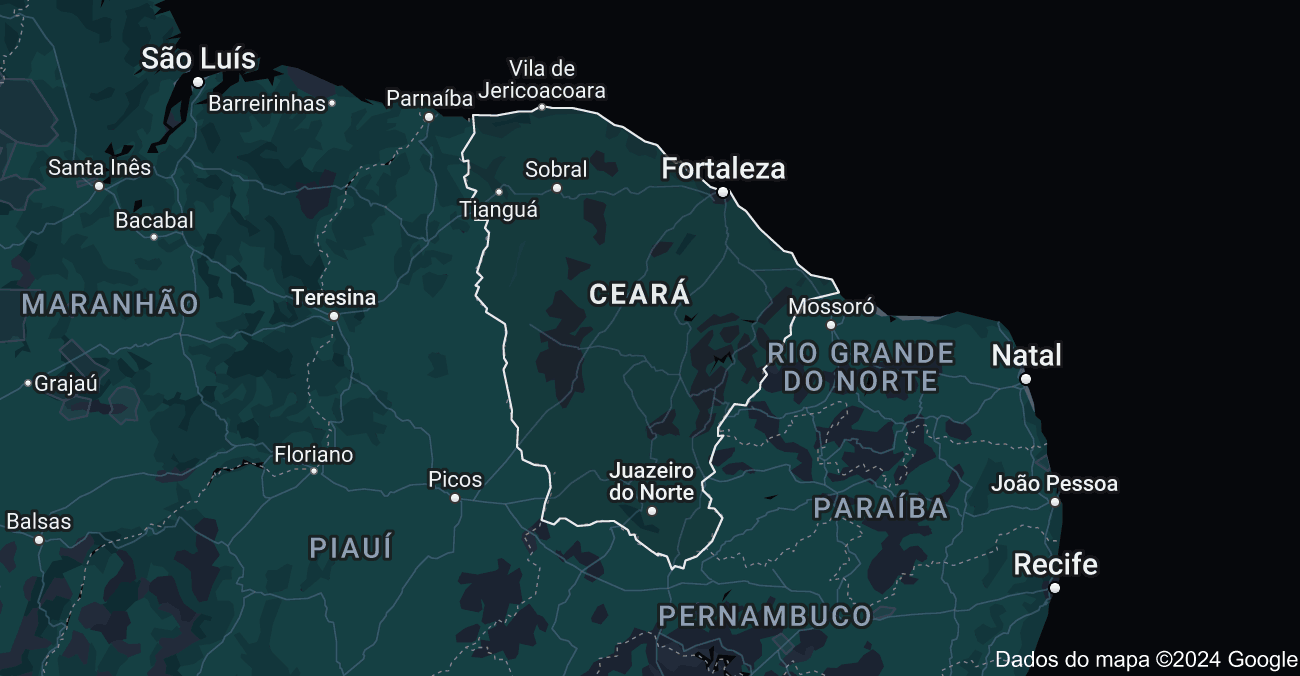 Vila de
Jericoacoara
São Luís
Parnaíba
Barreirinhas
Santa Inês
Sobral
Fortaleza
Tianguá
Bacabal
CEARÁ
Teresina
MARANHÃO
Mossoró
RIO GRANDE
DO NORTE
Natal
Grajaú
Floriano
Juazeiro
do Norte
Picos
João Pessoa
PARAÍBA
Balsas
PIAUÍ
Recife
PERNAMBUCO
Dados do mapa ©2024 Google